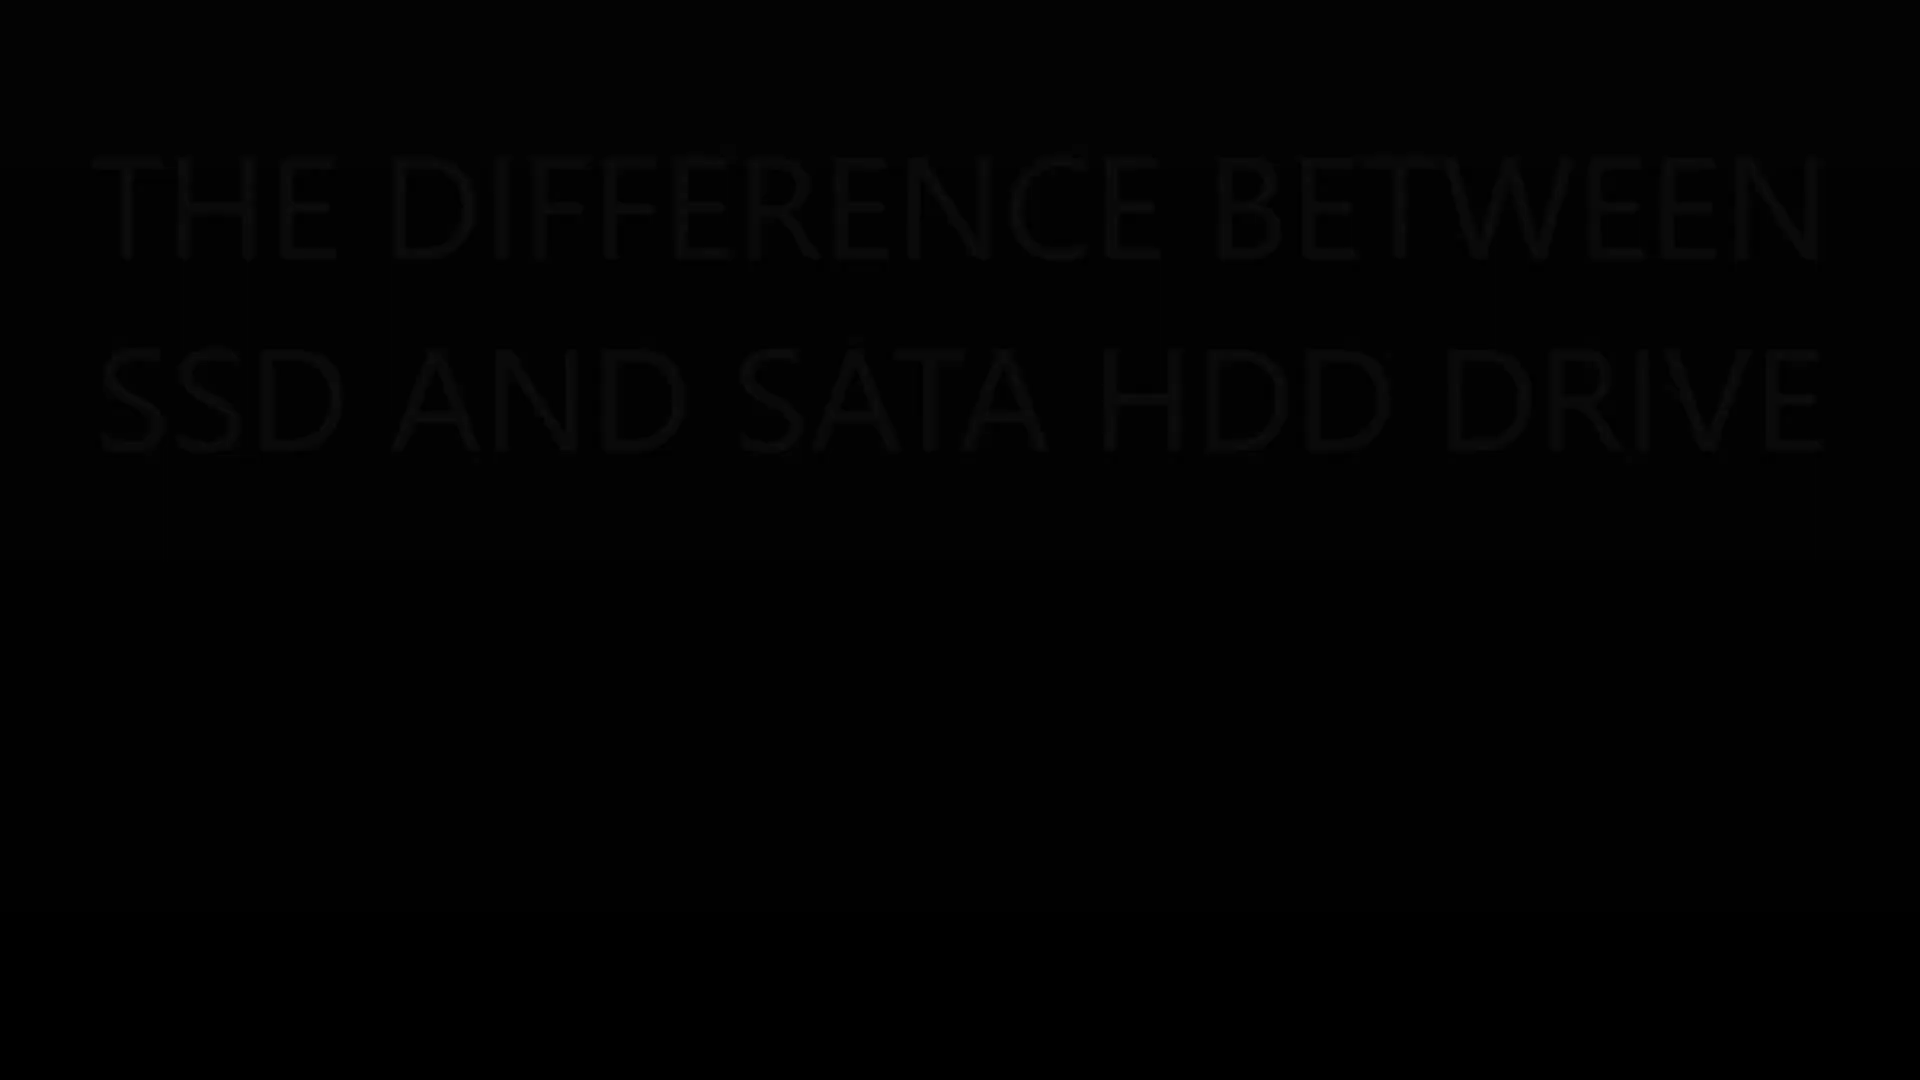 THE DIFFERENCE BETWEEN
SSD AND SATA HDD DRIVE